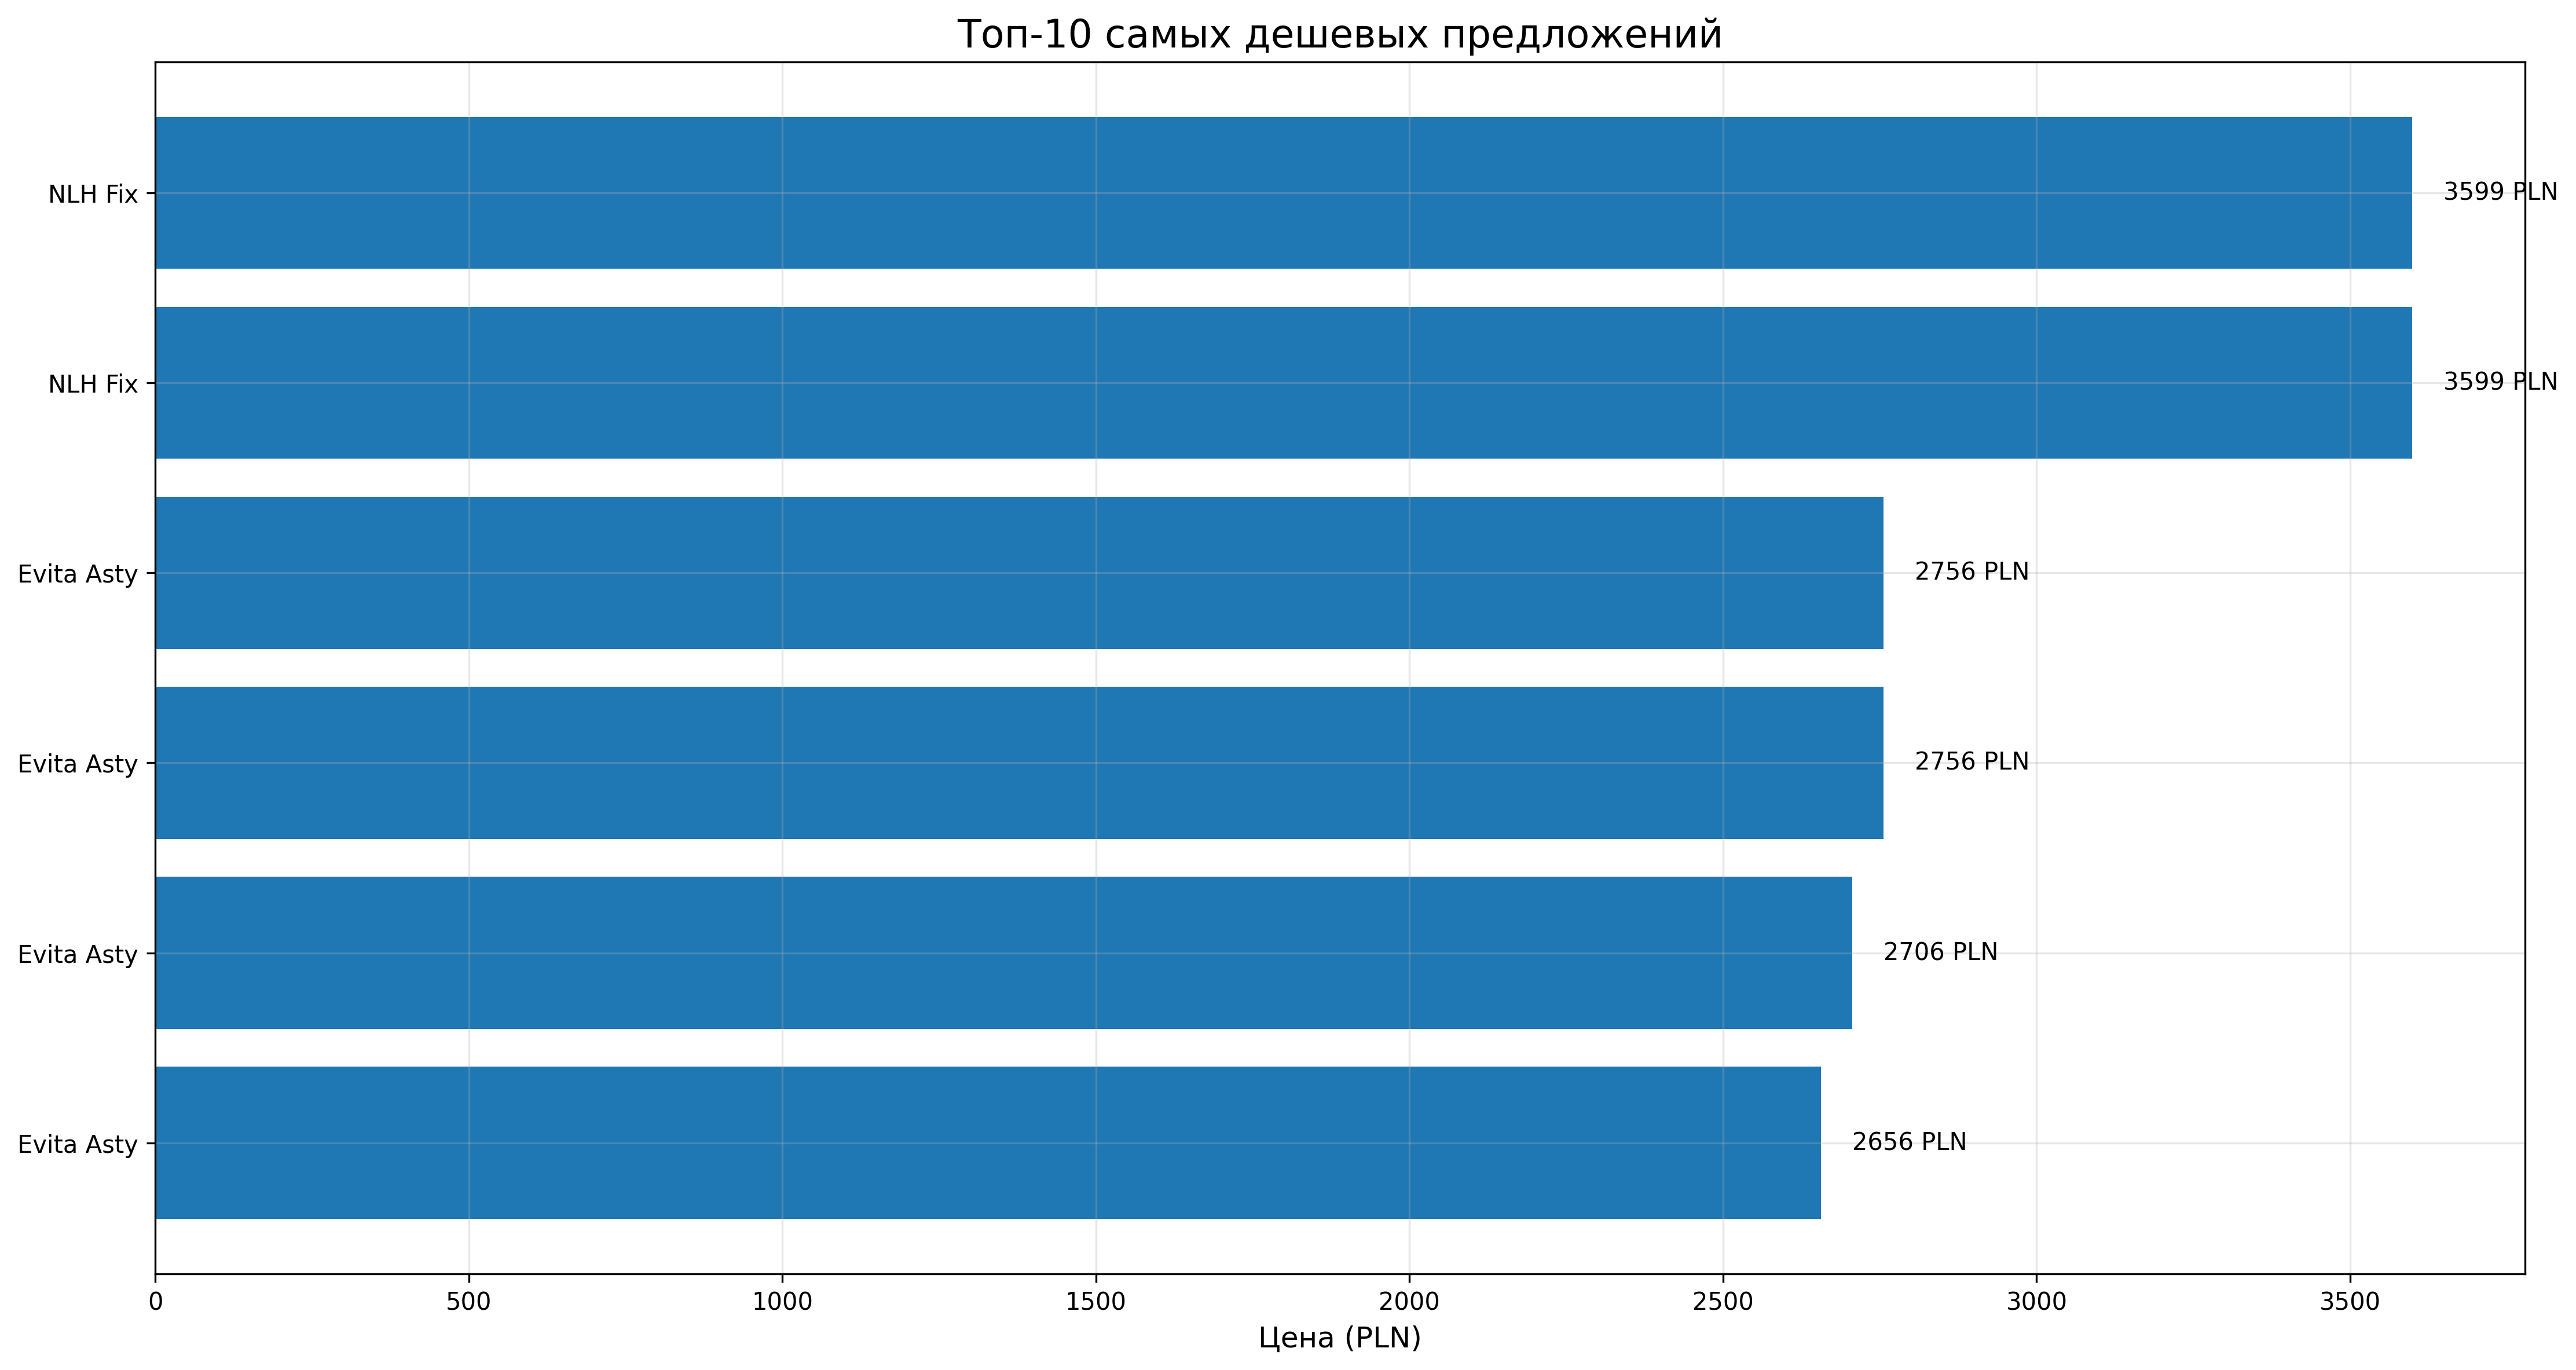 Топ-10 самых дешевых предложений
NLH Fix
3599 PLN
NLH Fix
3599 PLN
Evita Asty
2756 PLN
Evita Asty
2756 PLN
Evita Asty
2706 PLN
Evita Asty
2656 PLN
0 500 1000 1500 2000 2500 3000 3500
Цена (PLN)